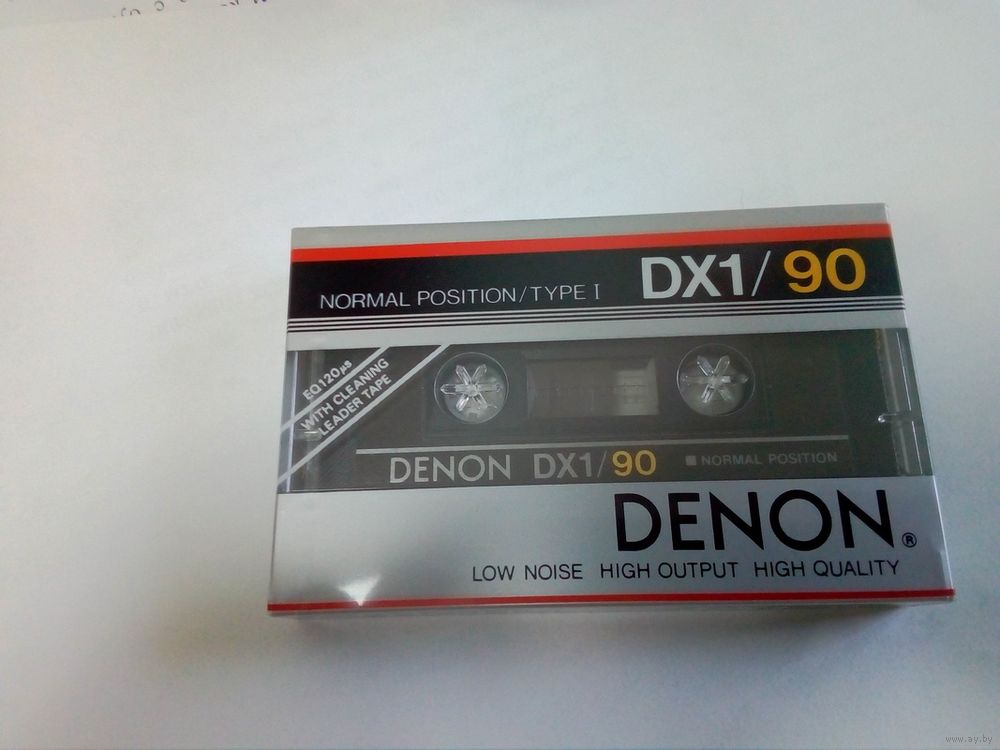 NORMAL POSITION/TYPE I DX1/90
EQ120μs
WITH CLEANING
LEADER TAPE
DENON DX1/90 ■ NORMAL POSITION
DENON®
LOW NOISE HIGH OUTPUT HIGH QUALITY
www.ay.by